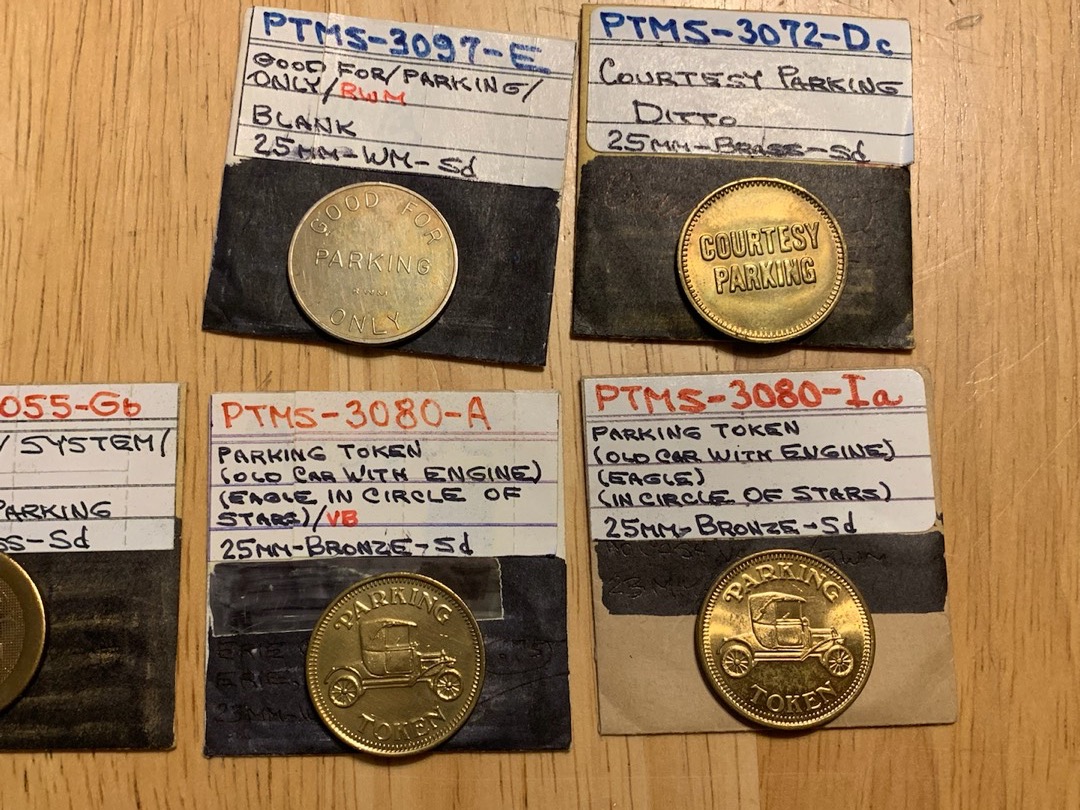 PTMS-3097-E
GOOD FOR/PARKING/
ONLY/RWM
BLANK
25MM-WM-Sd
GOOD FOR
PARKING
RWM
ONLY
PTMS-3072-Dc
COURTESY PARKING
DITTO
25MM-BRASS-Sd
COURTESY
PARKING
055-Gb
/ SYSTEM/
PARKING
SS-Sd
PTMS-3080-A
PARKING TOKEN
(OLD CAR WITH ENGINE)
(EAGLE IN CIRCLE OF
STARS)/VB
25MM-BRONZE-Sd
ERIE
ERIE,
PARKING
TOKEN
PTMS-3080-Ia
PARKING TOKEN
(OLD CAR WITH ENGINE)
(EAGLE)
(IN CIRCLE OF STARS)
25MM-BRONZE-Sd
PARKING
TOKEN